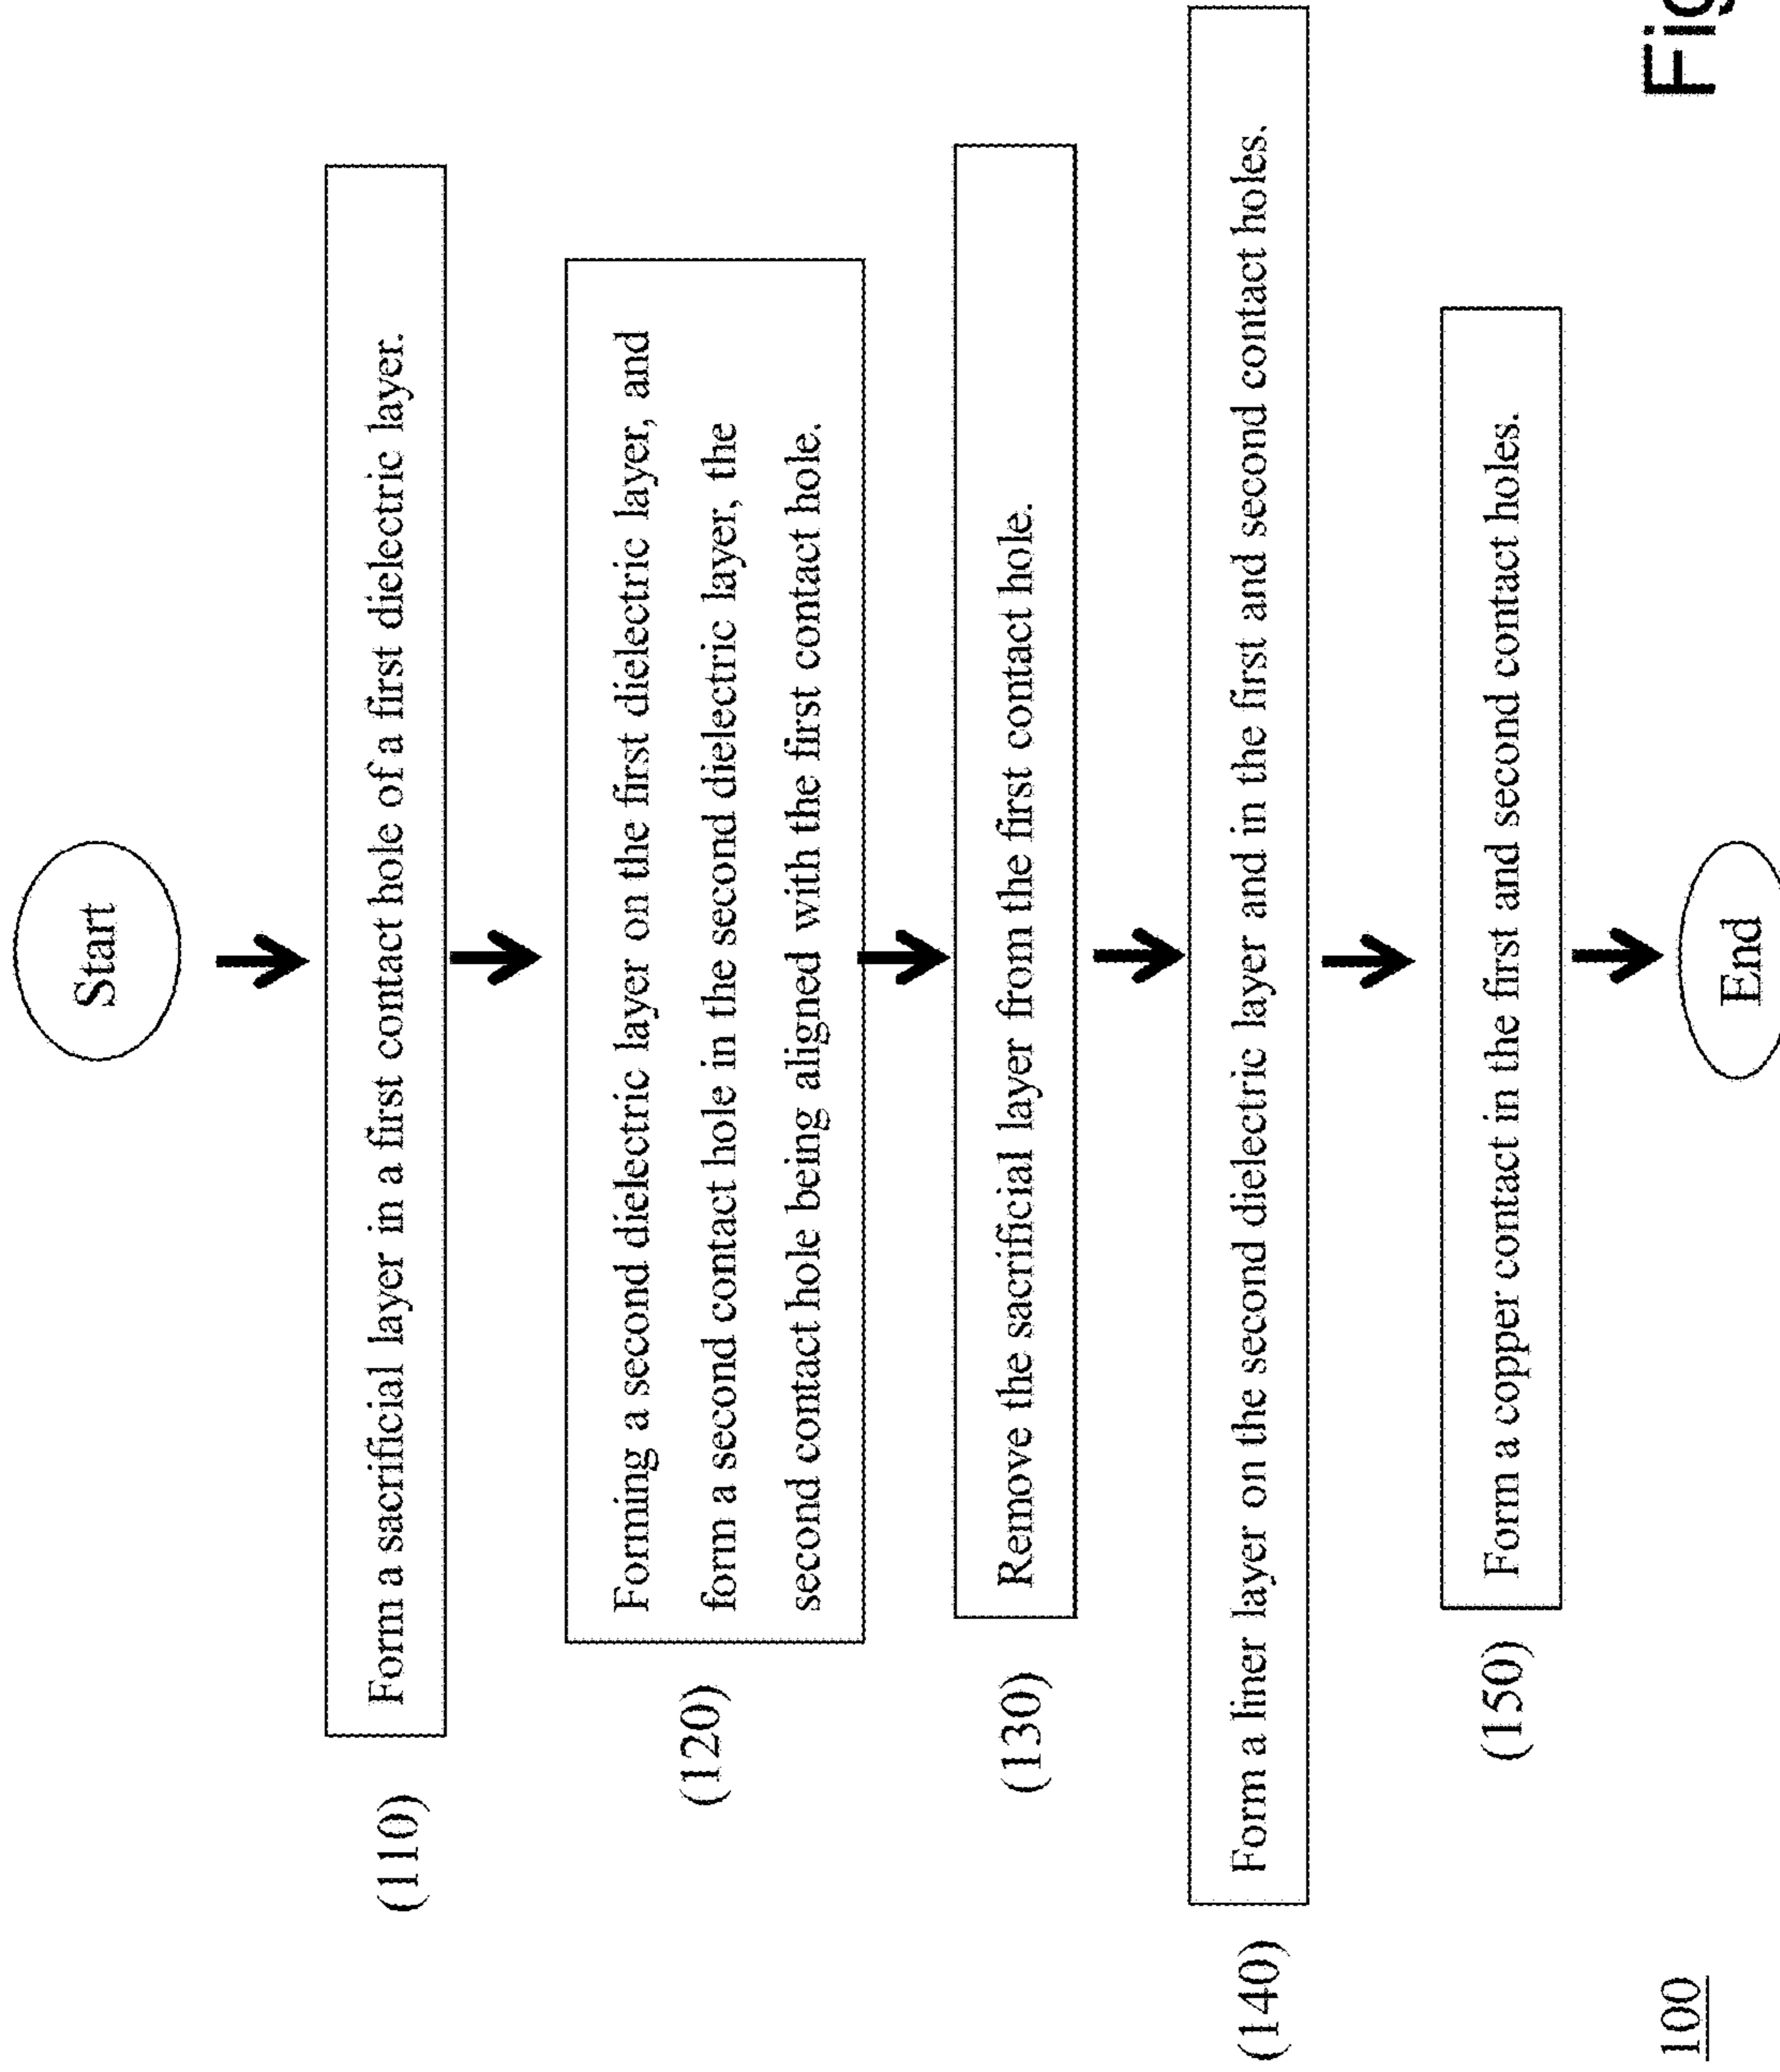 Start
(110)
Form a sacrificial layer in a first contact hole of a first dielectric layer.
(120)
Forming a second dielectric layer on the first dielectric layer, and
form a second contact hole in the second dielectric layer, the
second contact hole being aligned with the first contact hole.
(130)
Remove the sacrificial layer from the first contact hole.
(140)
Form a liner layer on the second dielectric layer and in the first and second contact holes.
(150)
Form a copper contact in the first and second contact holes.
End
100